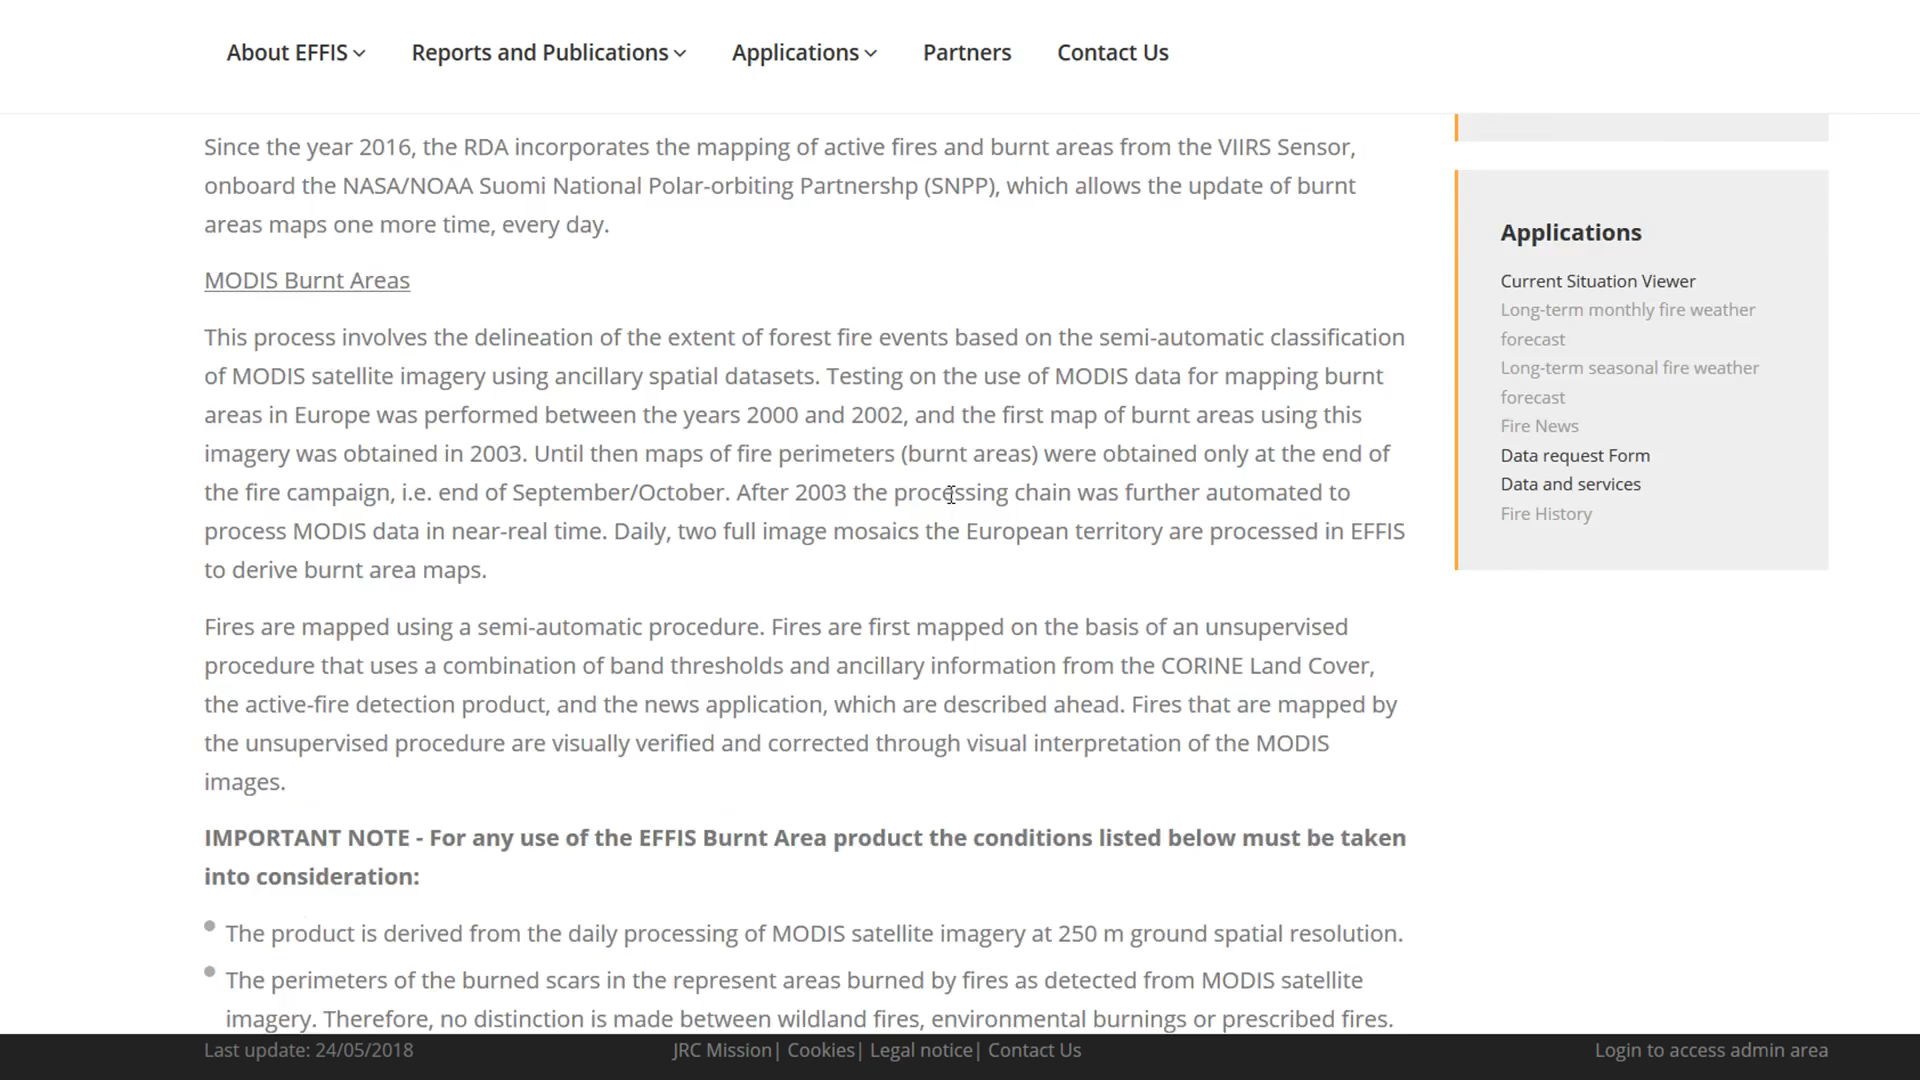 About EFFIS
Reports and Publications
Applications
Partners
Contact Us
Since the year 2016, the RDA incorporates the mapping of active fires and burnt areas from the VIIRS Sensor,
onboard the NASA/NOAA Suomi National Polar-orbiting Partnershp (SNPP), which allows the update of burnt
areas maps one more time, every day.
MODIS Burnt Areas
This process involves the delineation of the extent of forest fire events based on the semi-automatic classification
of MODIS satellite imagery using ancillary spatial datasets. Testing on the use of MODIS data for mapping burnt
areas in Europe was performed between the years 2000 and 2002, and the first map of burnt areas using this
imagery was obtained in 2003. Until then maps of fire perimeters (burnt areas) were obtained only at the end of
the fire campaign, i.e. end of September/October. After 2003 the processing chain was further automated to
process MODIS data in near-real time. Daily, two full image mosaics the European territory are processed in EFFIS
to derive burnt area maps.
Fires are mapped using a semi-automatic procedure. Fires are first mapped on the basis of an unsupervised
procedure that uses a combination of band thresholds and ancillary information from the CORINE Land Cover,
the active-fire detection product, and the news application, which are described ahead. Fires that are mapped by
the unsupervised procedure are visually verified and corrected through visual interpretation of the MODIS
images.
IMPORTANT NOTE - For any use of the EFFIS Burnt Area product the conditions listed below must be taken
into consideration:
The product is derived from the daily processing of MODIS satellite imagery at 250 m ground spatial resolution.
The perimeters of the burned scars in the represent areas burned by fires as detected from MODIS satellite
imagery. Therefore, no distinction is made between wildland fires, environmental burnings or prescribed fires.
Applications
Current Situation Viewer
Long-term monthly fire weather
forecast
Long-term seasonal fire weather
forecast
Fire News
Data request Form
Data and services
Fire History
Last update: 24/05/2018
JRC Mission| Cookies| Legal notice| Contact Us
Login to access admin area